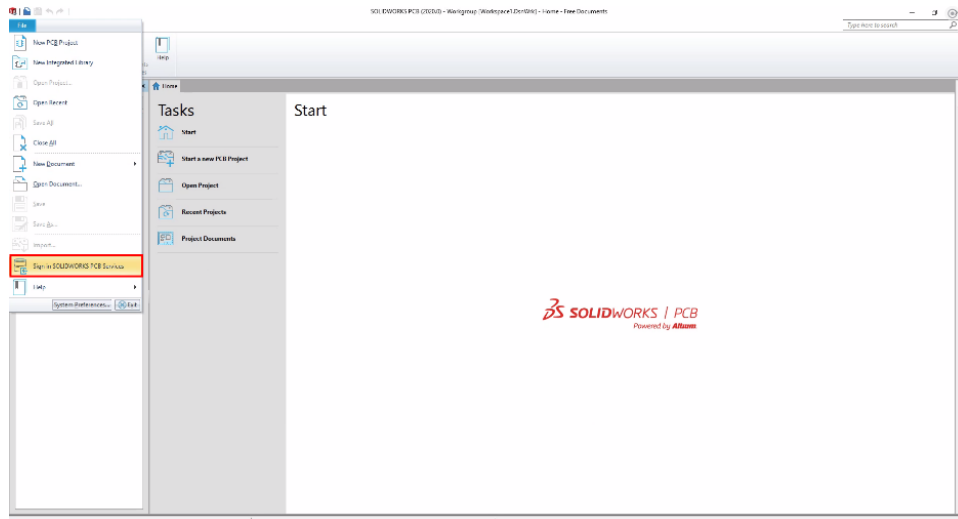 SOLIDWORKS PCB (2020.0) - Workgroup [Workspace1.DsnWrk] - Home - Free Documents
File
Type here to search
New PCB Project
New Integrated Library
Open Project...
Open Recent
Save All
Close All
New Document
Open Document...
Save
Save As...
Import...
Sign in SOLIDWORKS PCB Services
Help
System Preferences...
Exit
Help
Home
Tasks
Start
Start a new PCB Project
Open Project
Recent Projects
Project Documents
Start
SOLIDWORKS | PCB
Powered by Altium